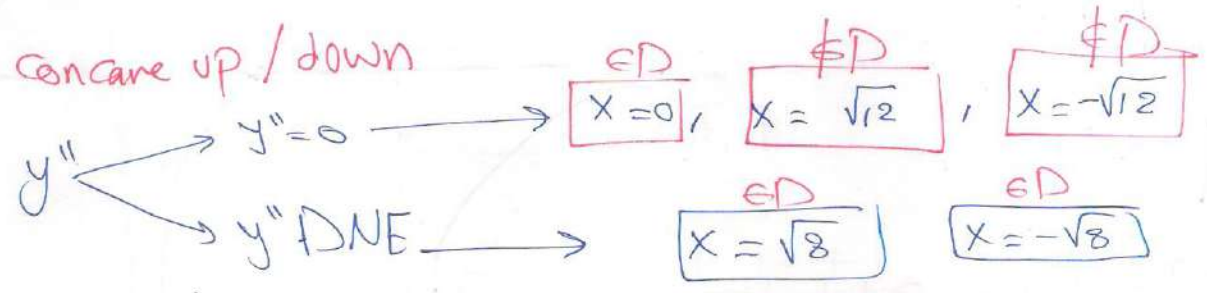 Concave up / down
∈D ∉D ∉D
y" → y"=0 → x=0, x=√12, x=-√12
∈D ∈D
→ y" DNE → x=√8 x=-√8